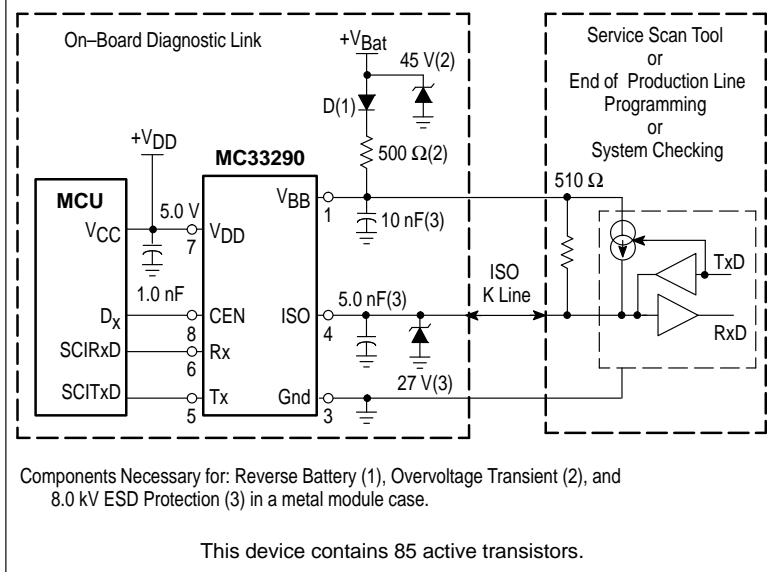 On–Board Diagnostic Link
+VBat
45 V(2)
D(1)
500 Ω(2)
+VDD
MC33290
MCU
VCC
5.0 V
7
VDD
VBB
1
10 nF(3)
1.0 nF
Dx
8
CEN
ISO
4
5.0 nF(3)
SCIRxD
6
Rx
SCITxD
5
Tx
Gnd
3
27 V(3)
ISO
K Line
Service Scan Tool
or
End of Production Line
Programming
or
System Checking
510 Ω
TxD
RxD
Components Necessary for: Reverse Battery (1), Overvoltage Transient (2), and
8.0 kV ESD Protection (3) in a metal module case.
This device contains 85 active transistors.